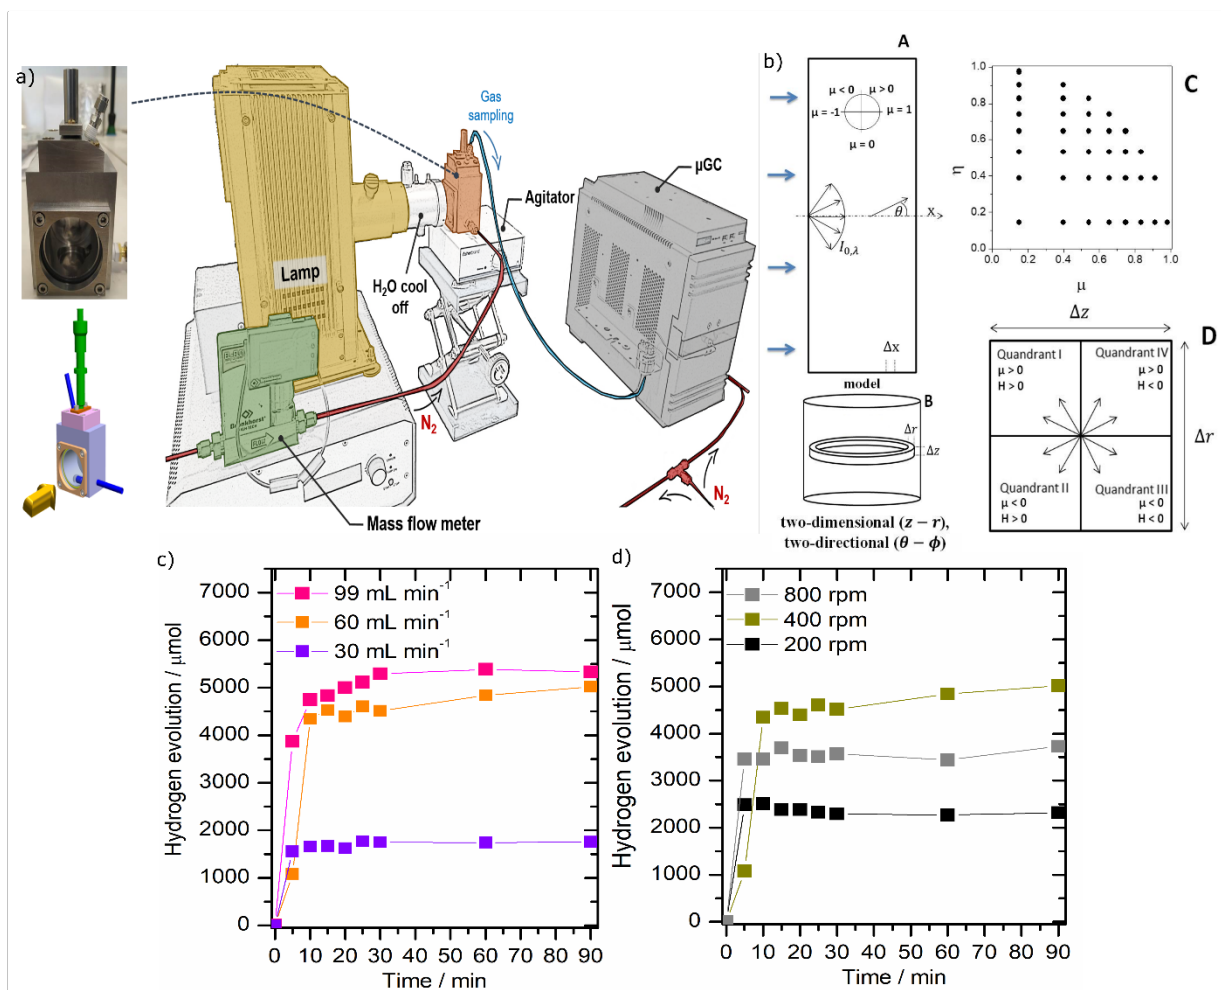 a)
Gas
sampling
µGC
Agitator
Lamp
H₂O cool
off
N₂
N₂
Mass flow meter
b)
A
µ < 0
µ > 0
µ = -1
µ = 1
µ = 0
θ
x
I₀,λ
Δx
model
B
Δr
Δz
two-dimensional (z − r),
two-directional (θ − ϕ)
C
1.0
0.8
0.6
0.4
0.2
0.0
η
0.0 0.2 0.4 0.6 0.8 1.0
µ
Δz
D
Quadrant I
µ > 0
H > 0
Quadrant IV
µ > 0
H < 0
Quadrant II
µ < 0
H > 0
Quadrant III
µ < 0
H < 0
Δr
c)
99 mL min⁻¹
60 mL min⁻¹
30 mL min⁻¹
Hydrogen evolution / µmol
7000
6000
5000
4000
3000
2000
1000
0
0 10 20 30 40 50 60 70 80 90
Time / min
d)
800 rpm
400 rpm
200 rpm
Hydrogen evolution / µmol
7000
6000
5000
4000
3000
2000
1000
0
0 10 20 30 40 50 60 70 80 90
Time / min